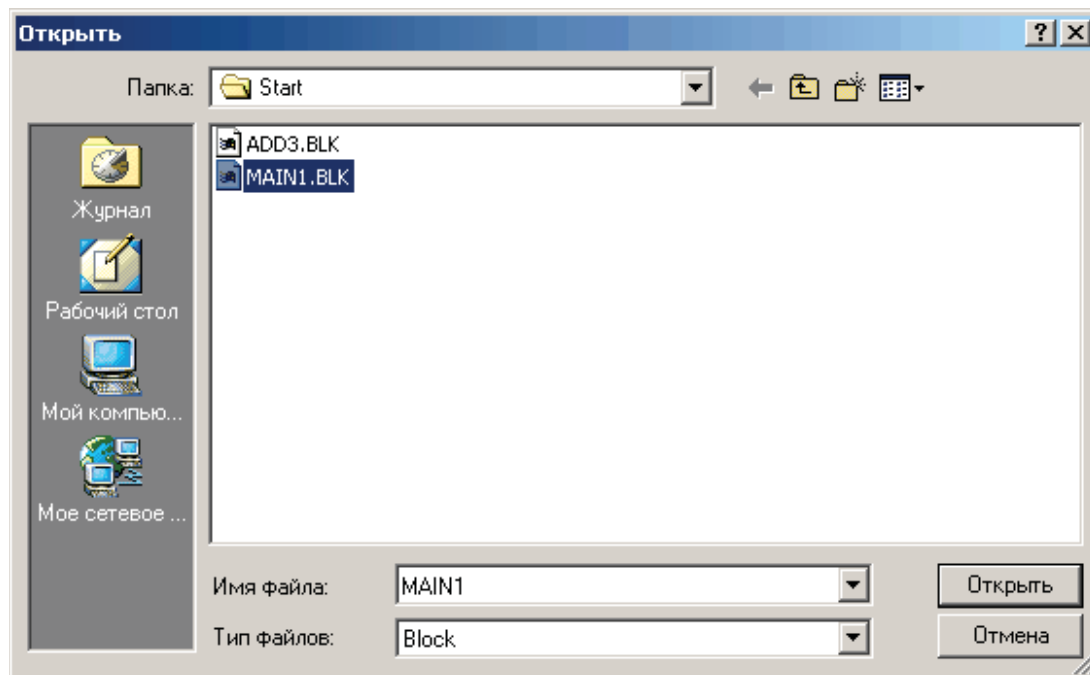 Открыть
Папка: Start
ADD3.BLK
MAIN1.BLK
Журнал
Рабочий стол
Мой компью...
Мое сетевое ...
Имя файла: MAIN1 Открыть
Тип файлов: Block Отмена